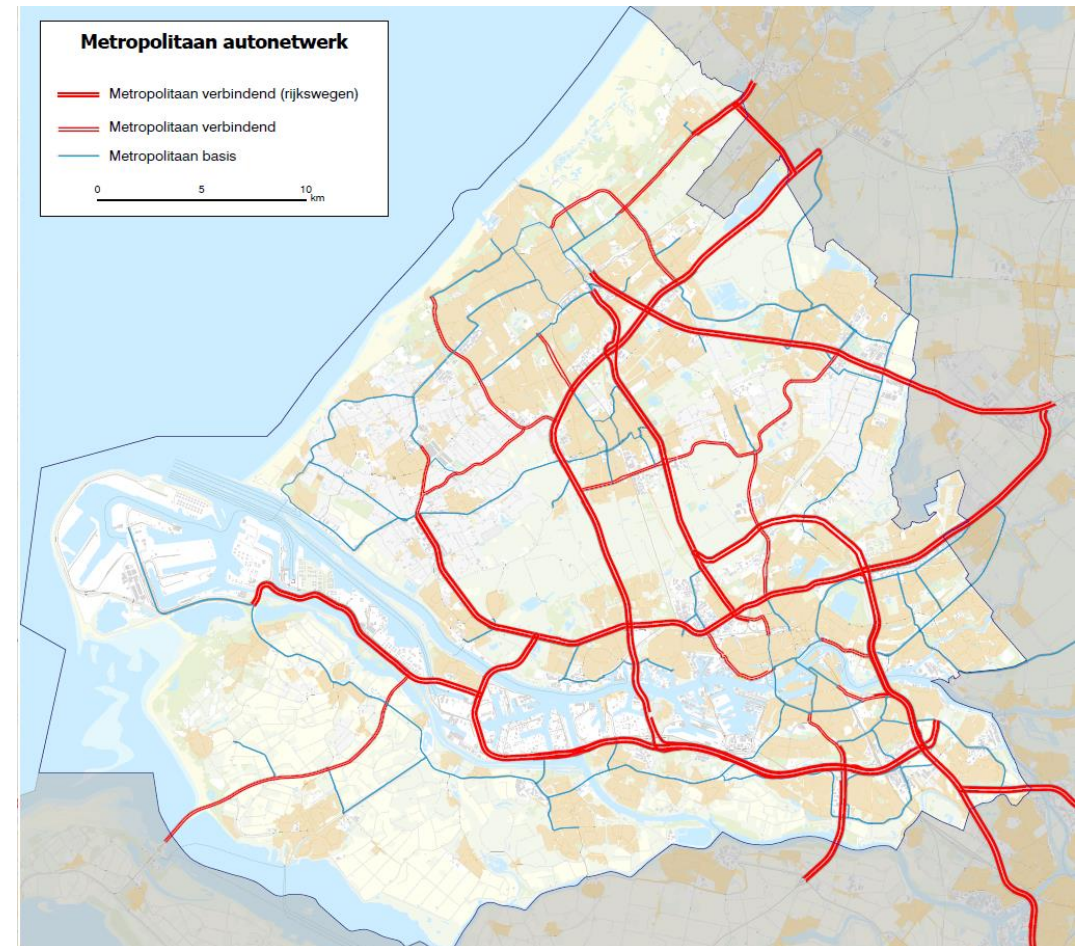 Metropolitaan autonetwerk
Metropolitaan verbindend (rijkswegen)
Metropolitaan verbindend
Metropolitaan basis
0 5 10
km